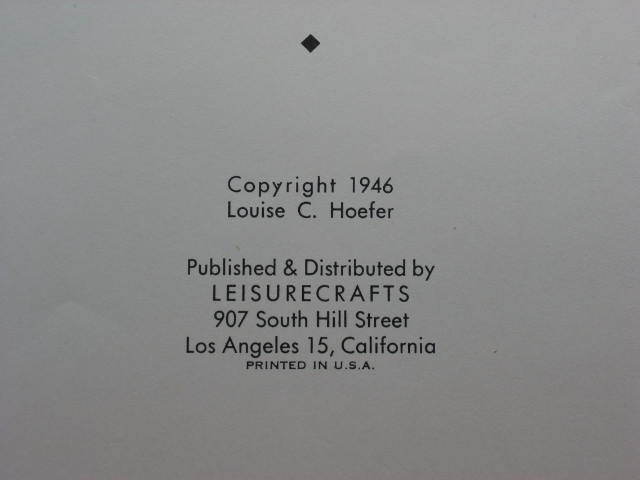 Copyright 1946
Louise C. Hoefer
Published & Distributed by
LEISURECRAFTS
907 South Hill Street
Los Angeles 15, California
PRINTED IN U.S.A.